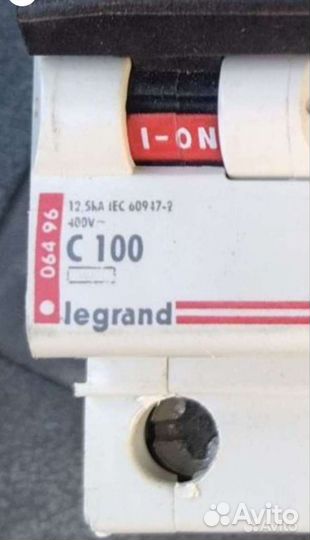 I-ON
12,5kA IEC 60947-2
400V~
C 100
064 96
legrand
Avito